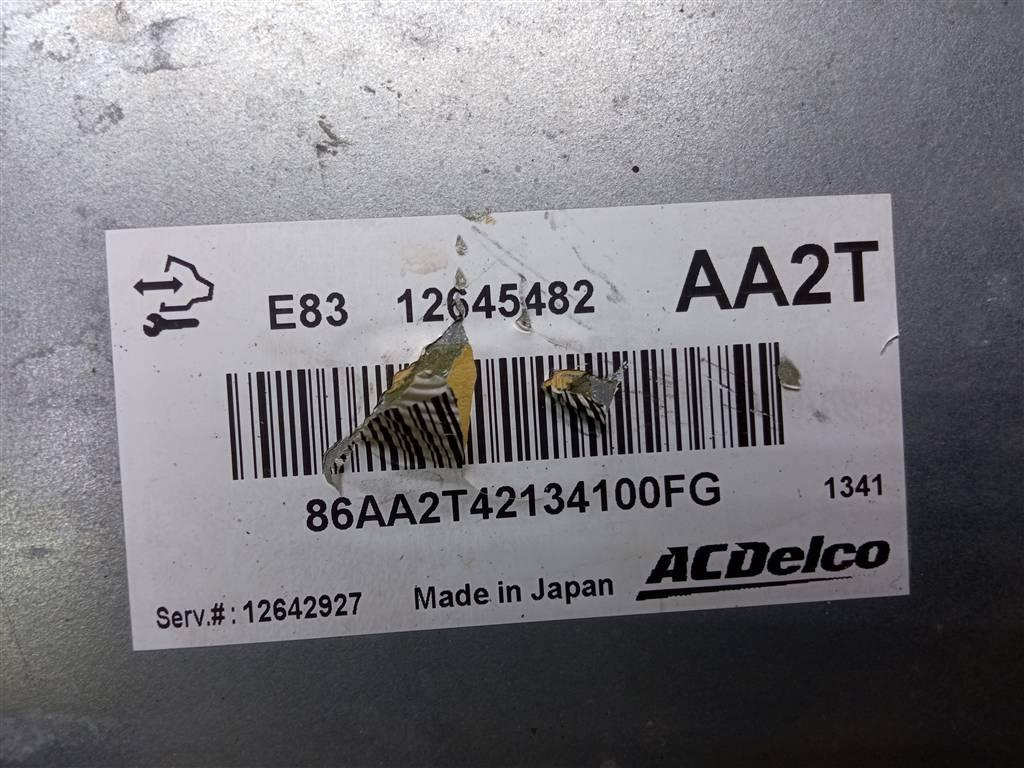 E83 12645482 AA2T
86AA2T42134100FG 1341
Serv.#: 12642927 Made in Japan ACDelco